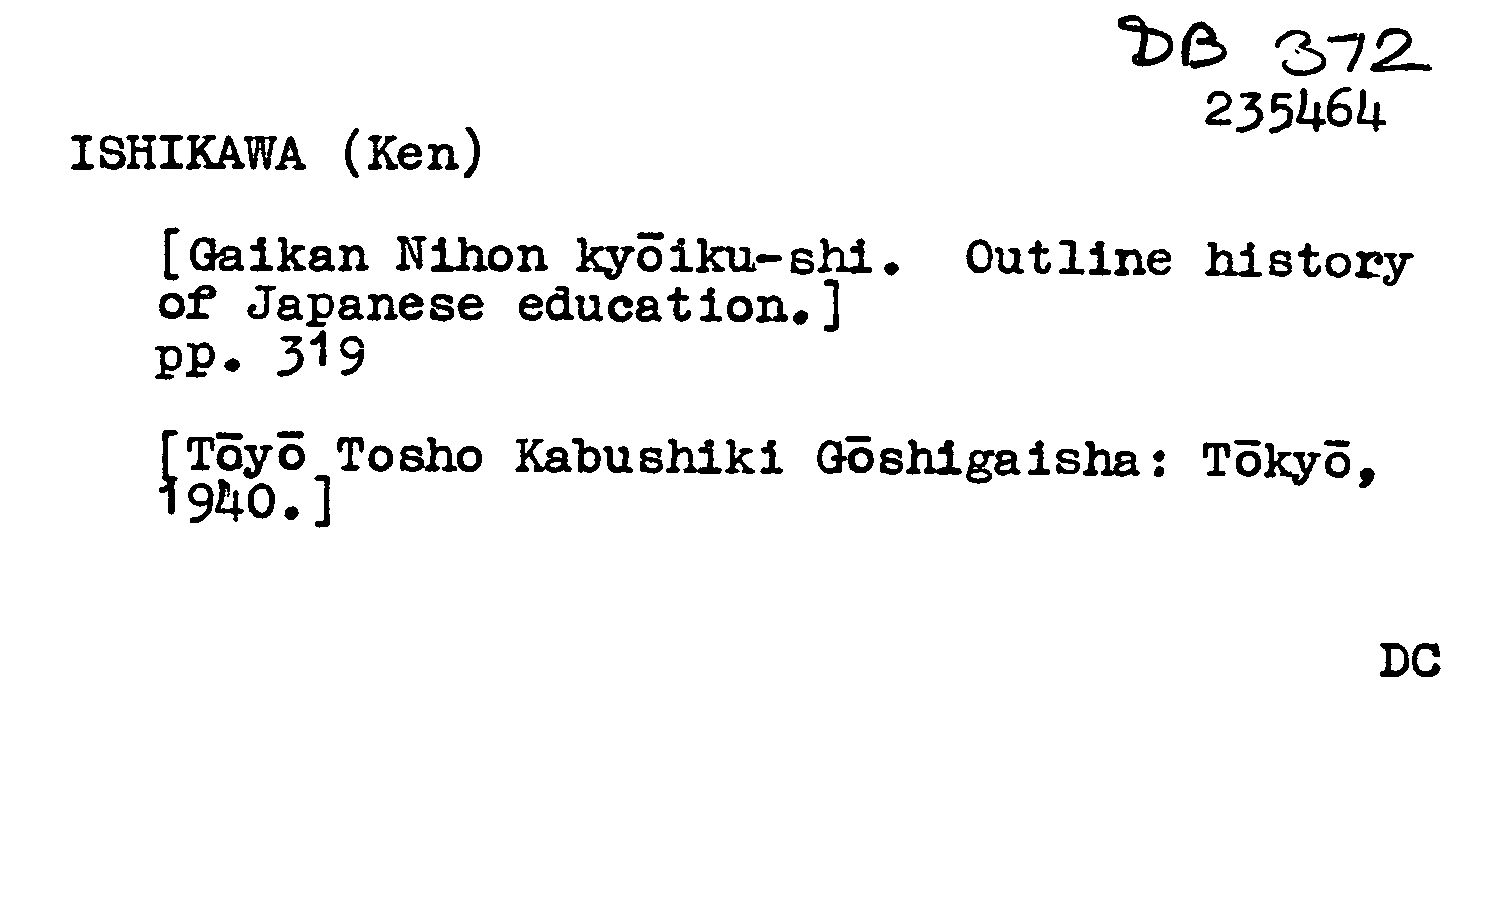 DB 372
235464
ISHIKAWA (Ken)
[Gaikan Nihon kyōiku-shi. Outline history
of Japanese education.]
pp. 319
[Tōyō Tosho Kabushiki Gōshigaisha: Tōkyō,
1940.]
DC